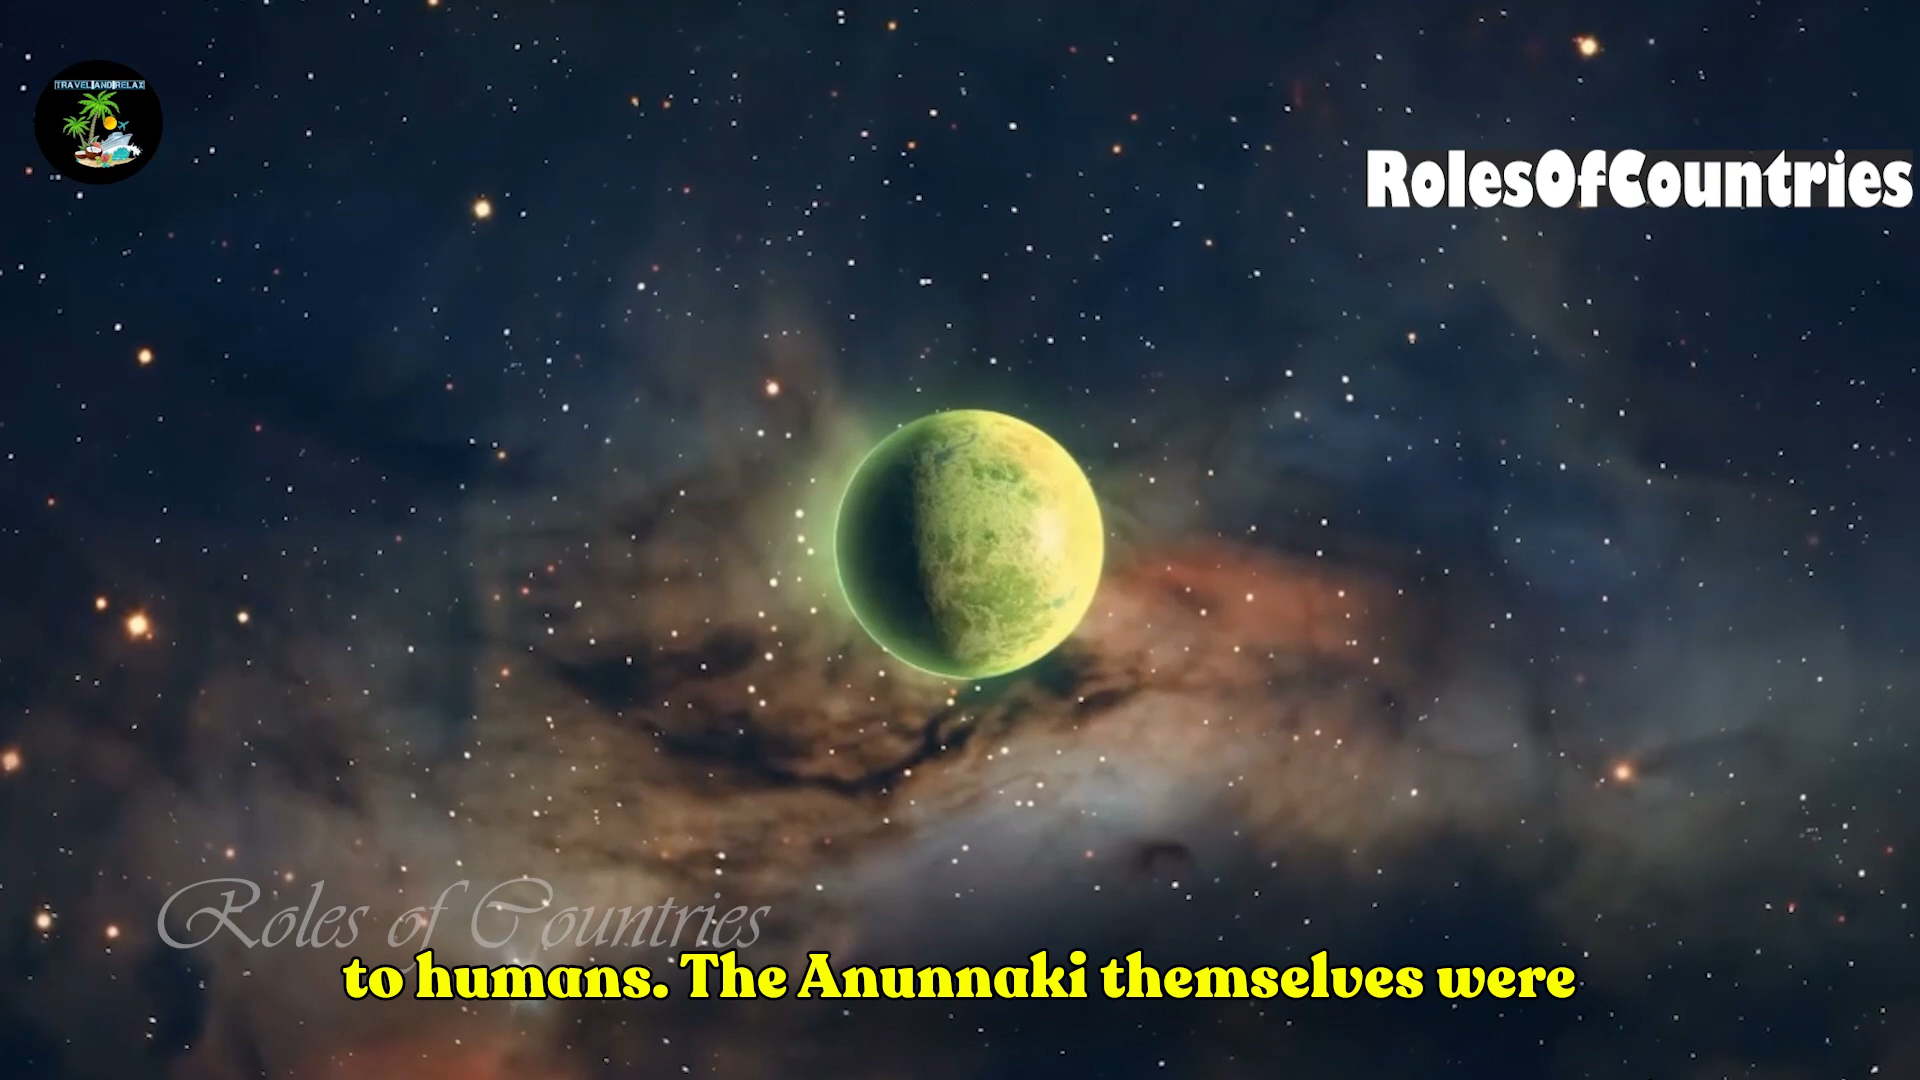 TRAVEL AND RELAX
RolesOfCountries
Roles of Countries
to humans. The Anunnaki themselves were